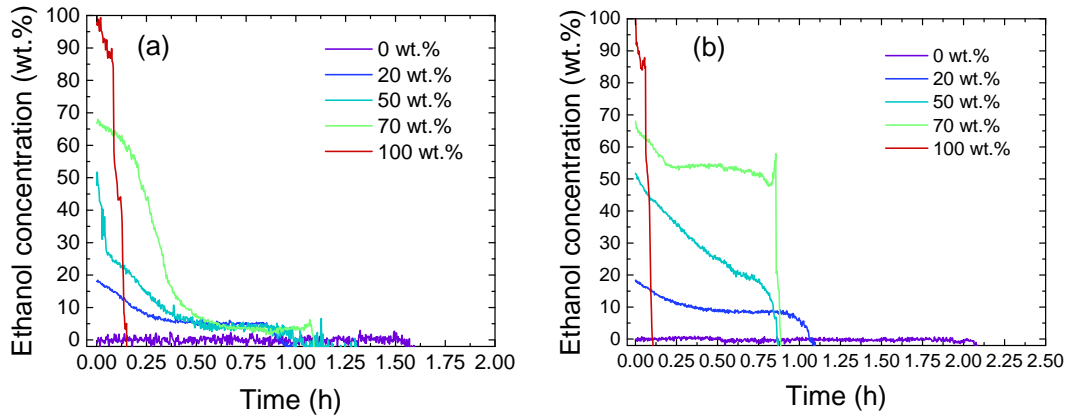 Ethanol concentration (wt.%)
100
90
80
70
60
50
40
30
20
10
0
(a)
0 wt.%
20 wt.%
50 wt.%
70 wt.%
100 wt.%
0.00 0.25 0.50 0.75 1.00 1.25 1.50 1.75 2.00
Time (h)
Ethanol concentration (wt.%)
100
90
80
70
60
50
40
30
20
10
0
(b)
0 wt.%
20 wt.%
50 wt.%
70 wt.%
100 wt.%
0.00 0.25 0.50 0.75 1.00 1.25 1.50 1.75 2.00 2.25 2.50
Time (h)